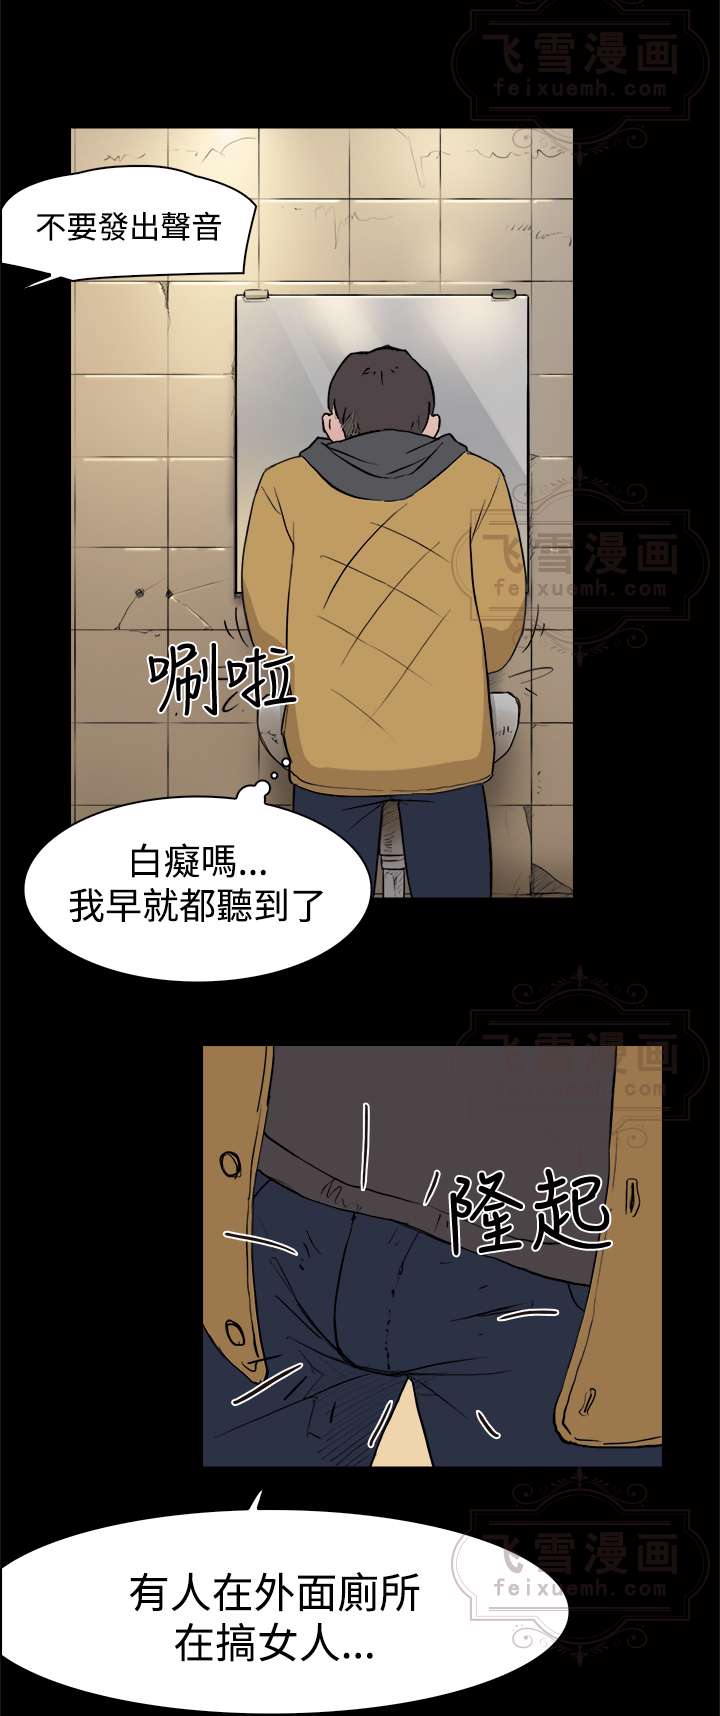 飞雪漫画
feixuemh.com
不要發出聲音
飞雪漫画
feixuemh.com
唰啦
白癡嗎...
我早就都聽到了
飞雪漫画
feixuemh.com
隆起
飞雪漫画
feixuemh.com
有人在外面廁所
在搞女人...